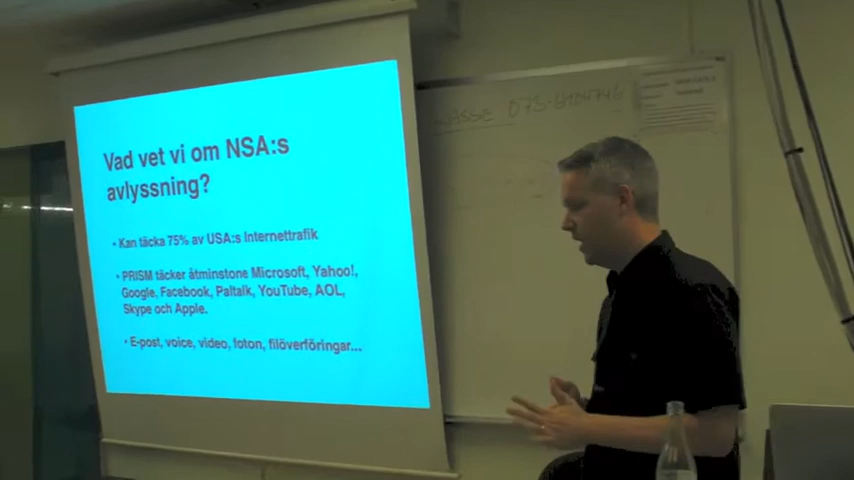 Vad vet vi om NSA:s
avlyssning?
• Kan täcka 75% av USA:s Internettrafik
• PRISM täcker åtminstone Microsoft, Yahoo!,
Google, Facebook, Paltalk, YouTube, AOL,
Skype och Apple.
• E-post, voice, video, foton, filöverföringar...